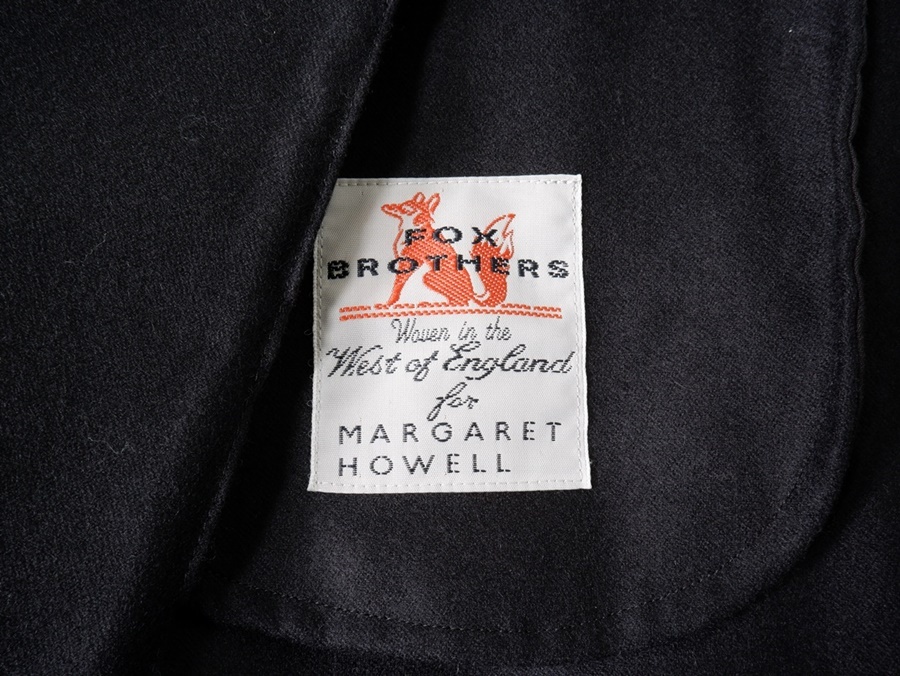 FOX
BROTHERS
Woven in the
West of England
for
MARGARET
HOWELL